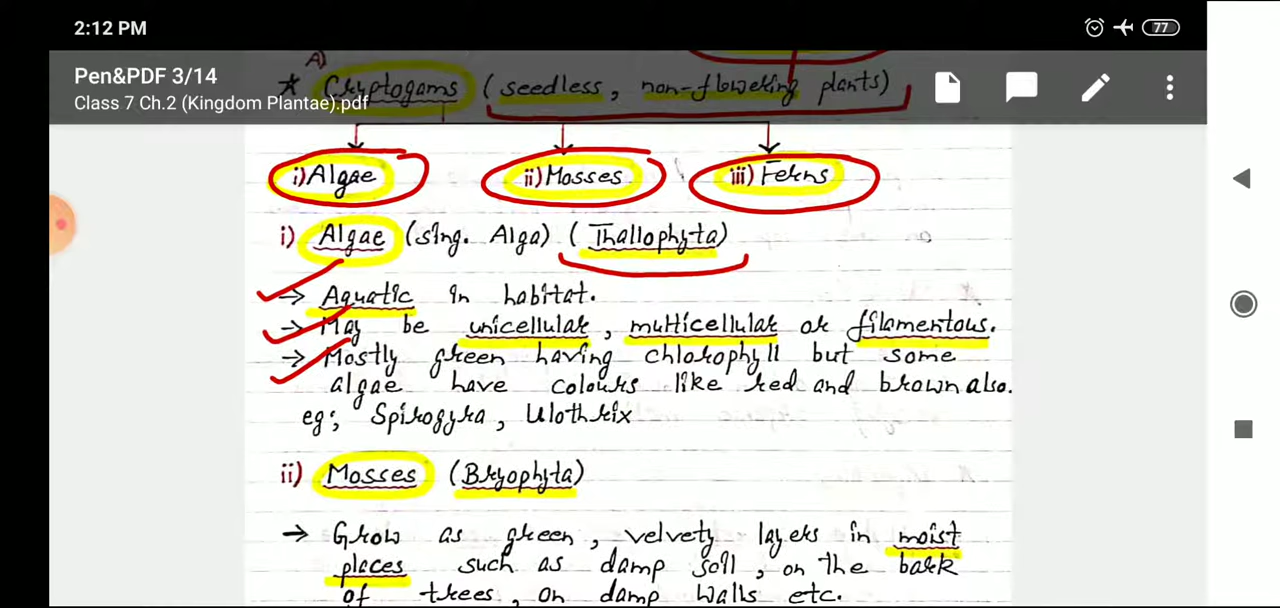 2:12 PM
77
Pen&PDF 3/14
Class 7 Ch.2 (Kingdom Plantae).pdf
A)
★ Cryptogams (seedless, non-flowering plants)
i) Algae ii) Mosses iii) Ferns
i) Algae (sing. Alga) (Thallophyta)
→ Aquatic in habitat.
→ May be unicellular, multicellular or filamentous.
→ Mostly green having chlorophyll but some
algae have colours like red and brown also.
eg; Spirogyra, Ulothrix
ii) Mosses (Bryophyta)
→ Grow as green, velvety layers in moist
places such as damp soil, on the bark
of trees, on damp walls etc.